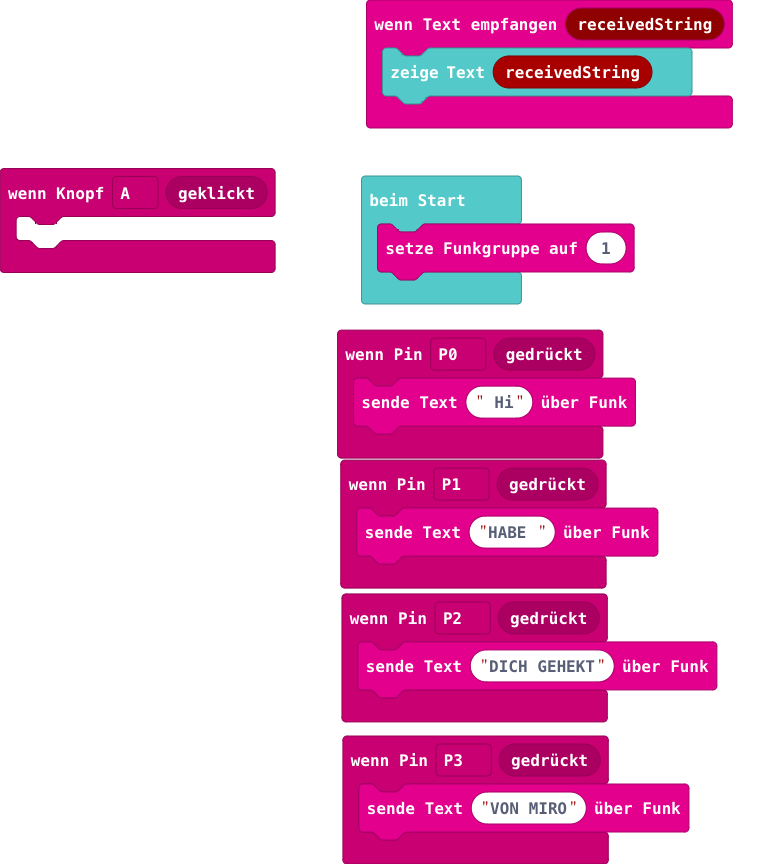 wenn Text empfangen receivedString
zeige Text receivedString
wenn Knopf A geklickt
beim Start
setze Funkgruppe auf 1
wenn Pin P0 gedrückt
sende Text " Hi" über Funk
wenn Pin P1 gedrückt
sende Text "HABE " über Funk
wenn Pin P2 gedrückt
sende Text "DICH GEHEKT" über Funk
wenn Pin P3 gedrückt
sende Text "VON MIRO" über Funk